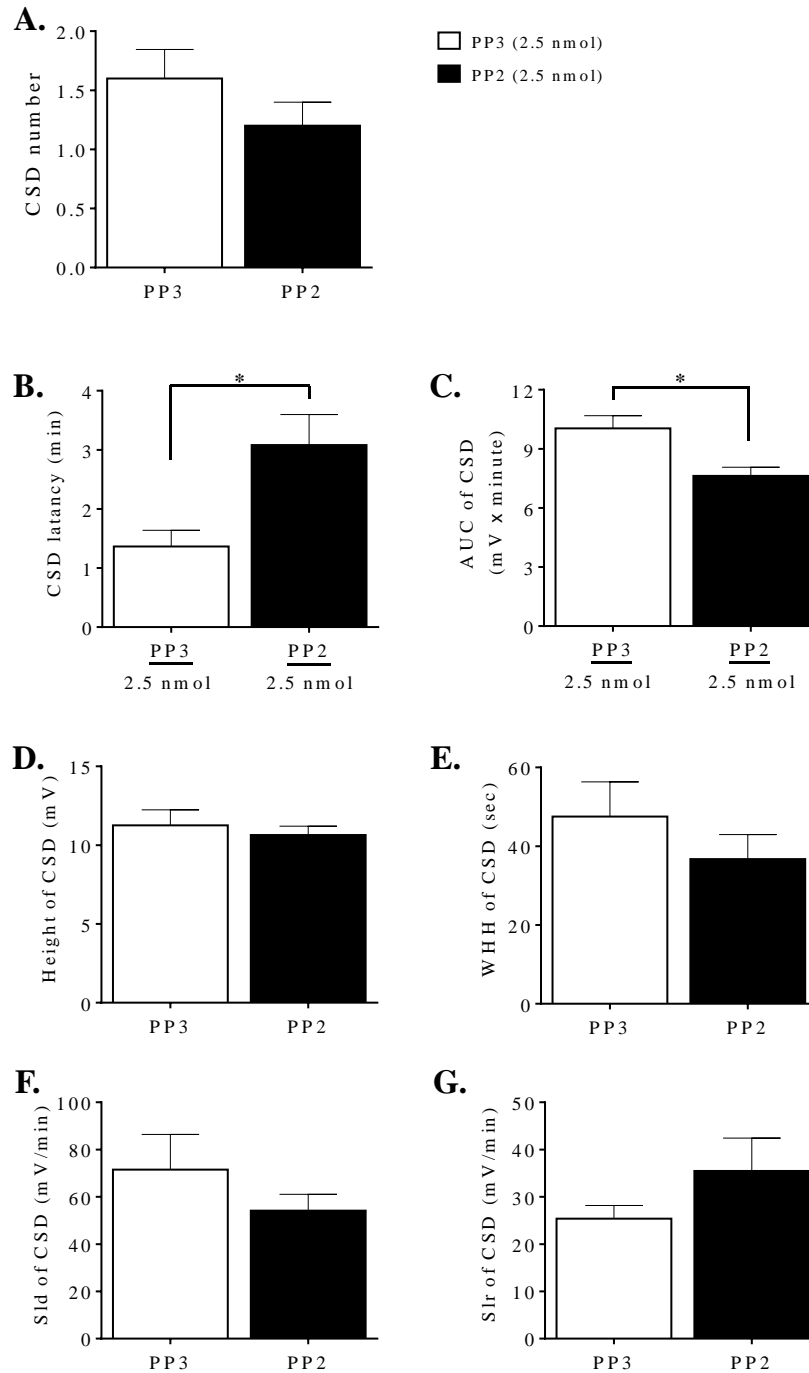 A.
CSD number
2.0
1.5
1.0
0.5
0.0
PP3
PP2
PP3 (2.5 nmol)
PP2 (2.5 nmol)
B.
CSD latancy (min)
4
3
2
1
0
*
PP3
PP2
2.5 nmol
2.5 nmol
C.
AUC of CSD
(mV x minute)
12
9
6
3
0
*
PP3
PP2
2.5 nmol
2.5 nmol
D.
Height of CSD (mV)
15
10
5
0
PP3
PP2
E.
WHH of CSD (sec)
60
40
20
0
PP3
PP2
F.
Sld of CSD (mV/min)
100
80
60
40
20
0
PP3
PP2
G.
Slr of CSD (mV/min)
50
40
30
20
10
0
PP3
PP2